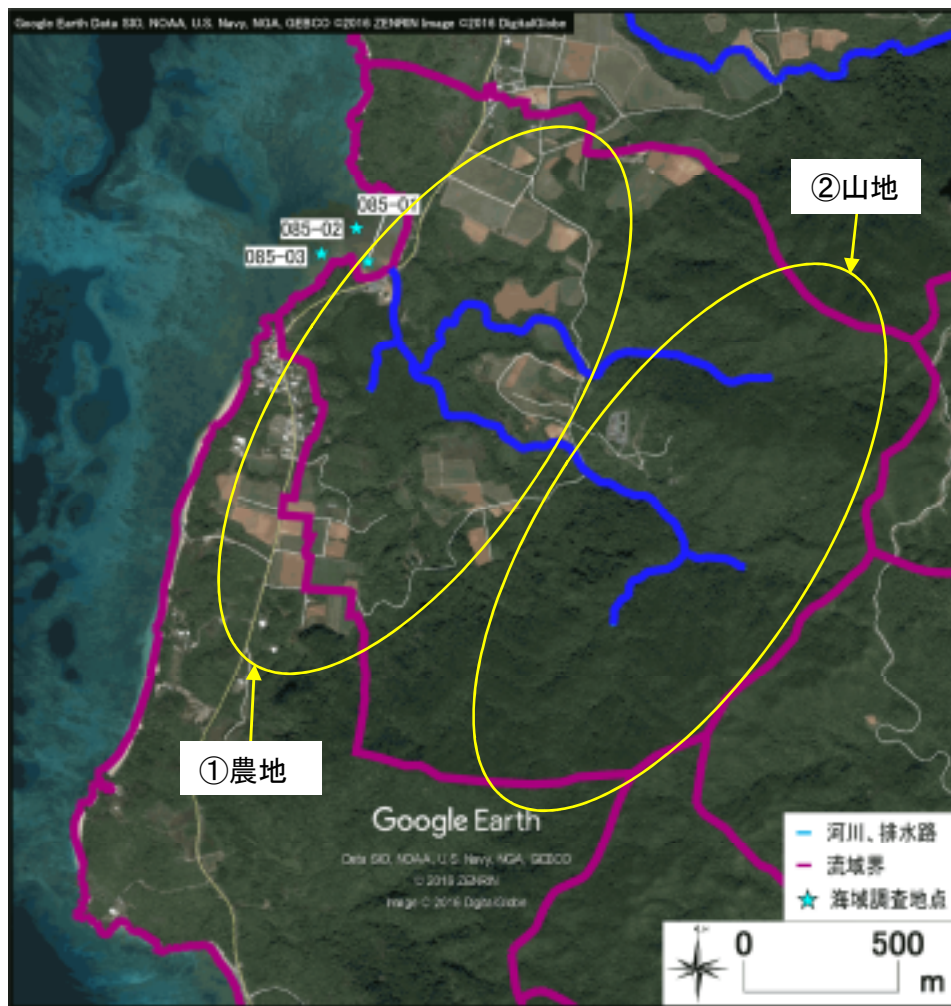 Google Earth Data SIO, NOAA, U.S. Navy, NGA, GEBCO ©2016 ZENRIN Image ©2016 DigitalGlobe
②山地
085-01
085-02
085-03
①農地
Google Earth
Data SIO, NOAA, U.S. Navy, NGA, GEBCO
© 2016 ZENRIN
Image © 2016 DigitalGlobe
河川、排水路
流域界
海域調査地点
0 500
m